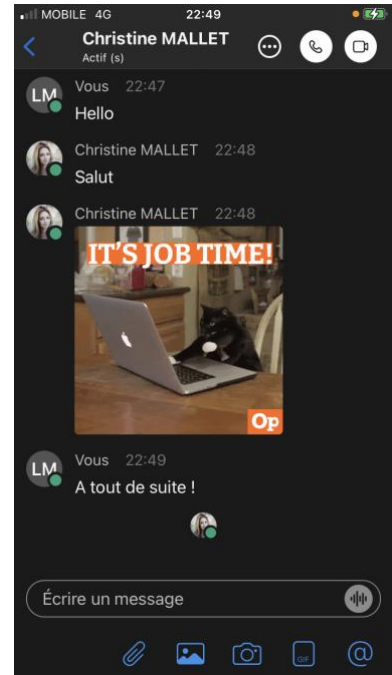 MOBILE 4G 22:49
Christine MALLET
Actif (s)
LM Vous 22:47
Hello
Christine MALLET 22:48
Salut
Christine MALLET 22:48
IT'S JOB TIME!
Op
LM Vous 22:49
A tout de suite !
Écrire un message
GIF
@